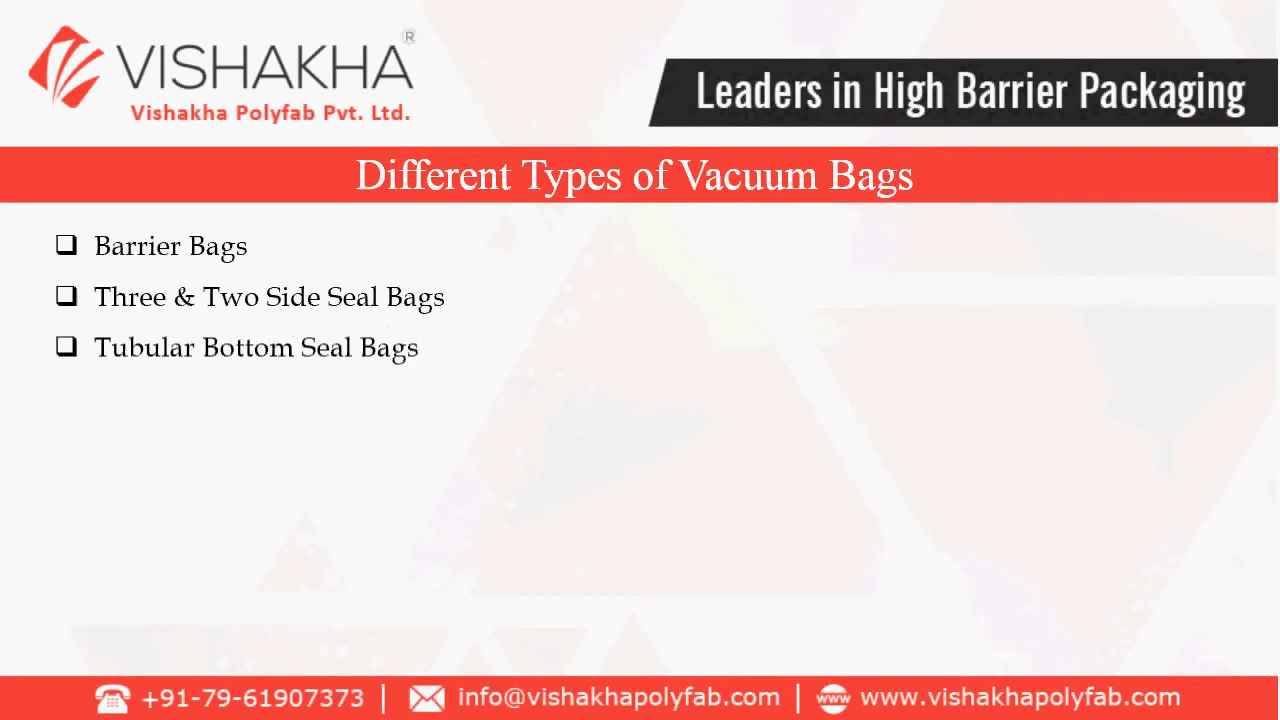 VISHAKHA®
Vishakha Polyfab Pvt. Ltd.
Leaders in High Barrier Packaging
Different Types of Vacuum Bags
Barrier Bags
Three & Two Side Seal Bags
Tubular Bottom Seal Bags
+91-79-61907373 | info@vishakhapolyfab.com | www www.vishakhapolyfab.com